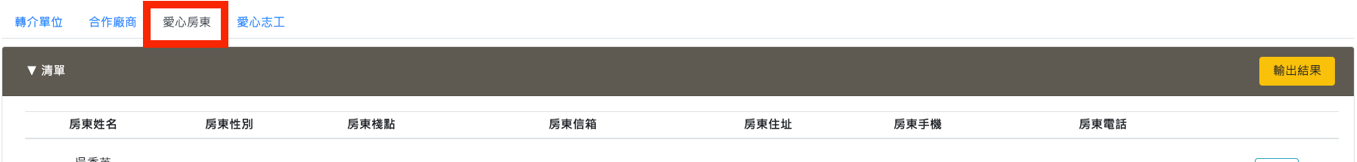 轉介單位 合作廠商 愛心房東 愛心志工
▼ 清單 輸出結果
房東姓名 房東性別 房東棧點 房東信箱 房東住址 房東手機 房東電話